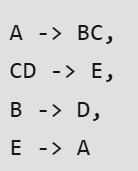 A -> BC,
CD -> E,
B -> D,
E -> A